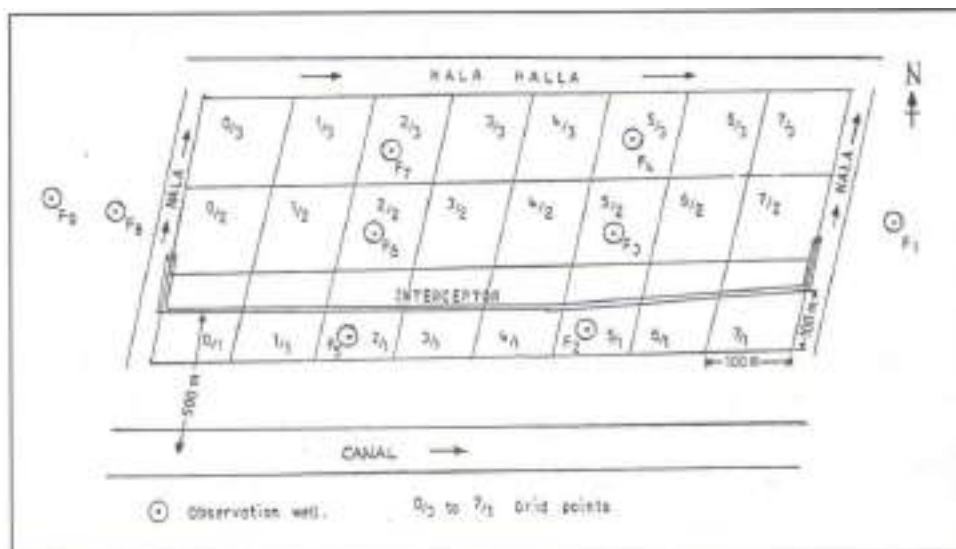 NALA HALLA
N
0/3 1/3 2/3 3/3 4/3 5/3 6/3 7/3
F7 F4
NALA NALA
F9 F8 0/2 1/2 2/2 3/2 4/2 5/2 6/2 7/2 F1
F6 F3
INTERCEPTOR
0/1 1/1 F5 2/1 3/1 4/1 F2 5/1 6/1 7/1
100 m
100 m
500 m
CANAL
Observation well. 0/3 to 7/1 Grid points